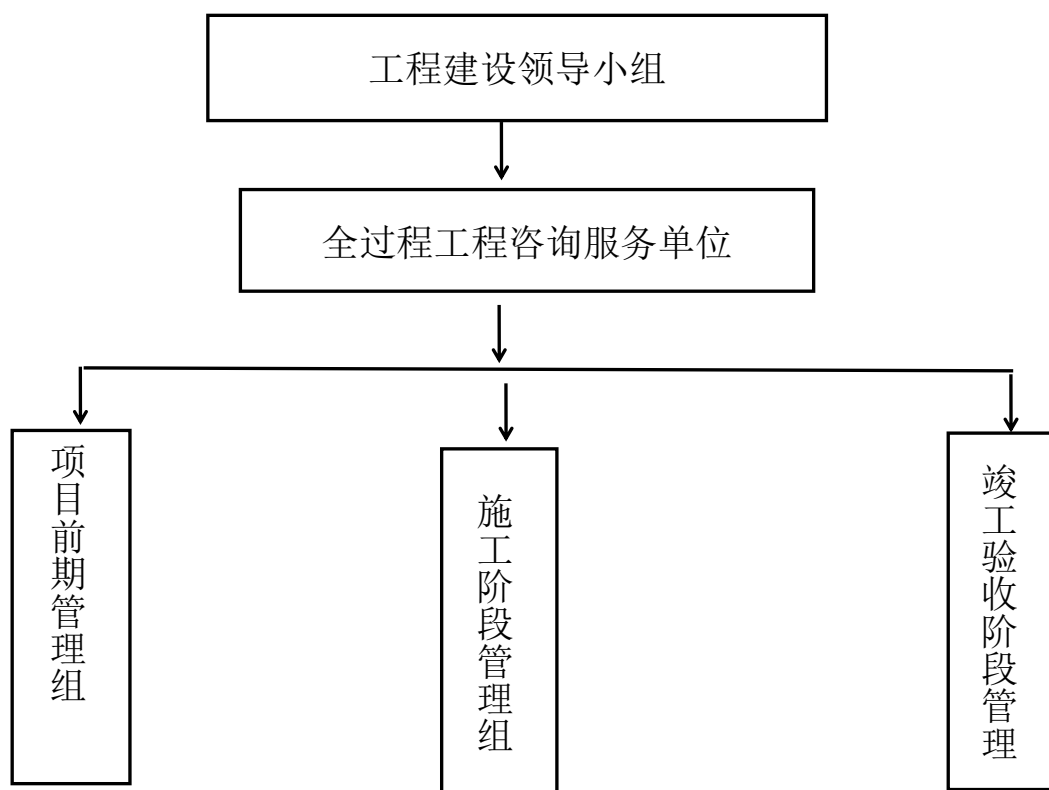 工程建设领导小组
全过程工程咨询服务单位
项目前期管理组
施工阶段管理组
竣工验收阶段管理